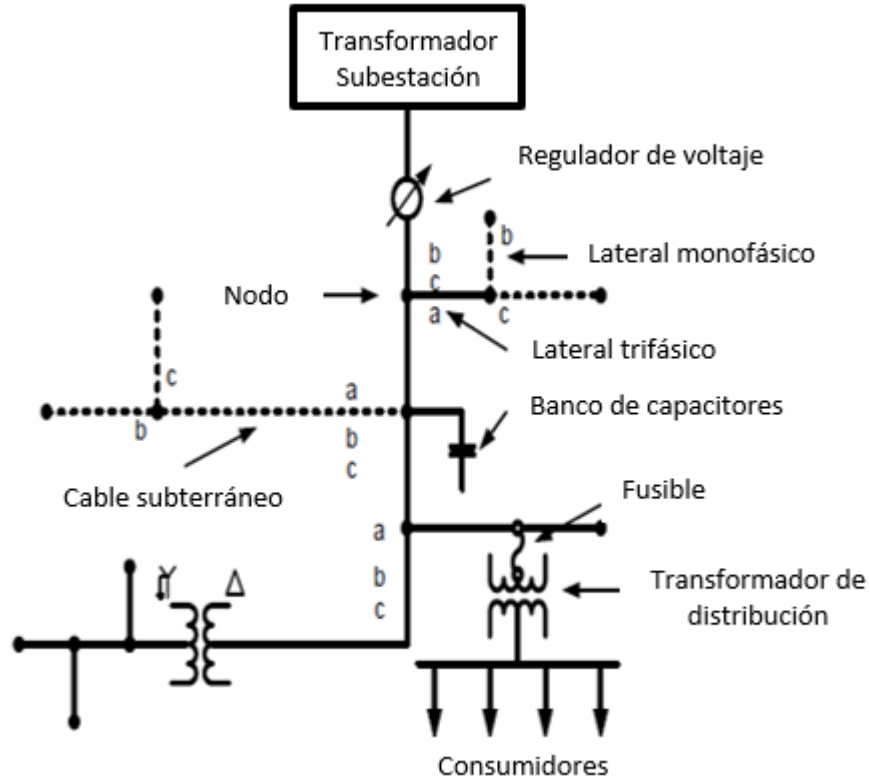 Transformador
Subestación
Regulador de voltaje
b
b
Lateral monofásico
c
Nodo
a
c
Lateral trifásico
c
a
Banco de capacitores
b
b
c
Cable subterráneo
Fusible
a
b
Transformador de
distribución
Y
Δ
c
Consumidores